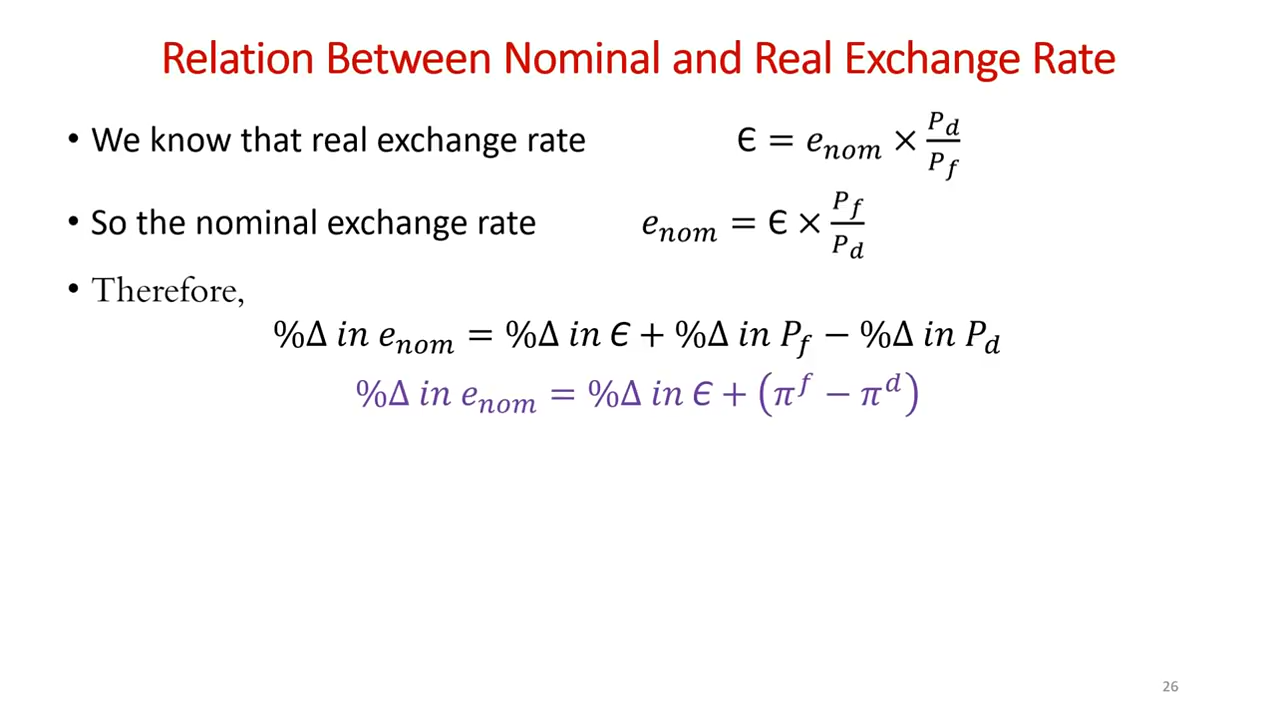 Relation Between Nominal and Real Exchange Rate
• We know that real exchange rate Є = e_nom × P_d/P_f
• So the nominal exchange rate e_nom = Є × P_f/P_d
• Therefore,
%Δ in e_nom = %Δ in Є + %Δ in P_f − %Δ in P_d
%Δ in e_nom = %Δ in Є + (π^f − π^d)
26